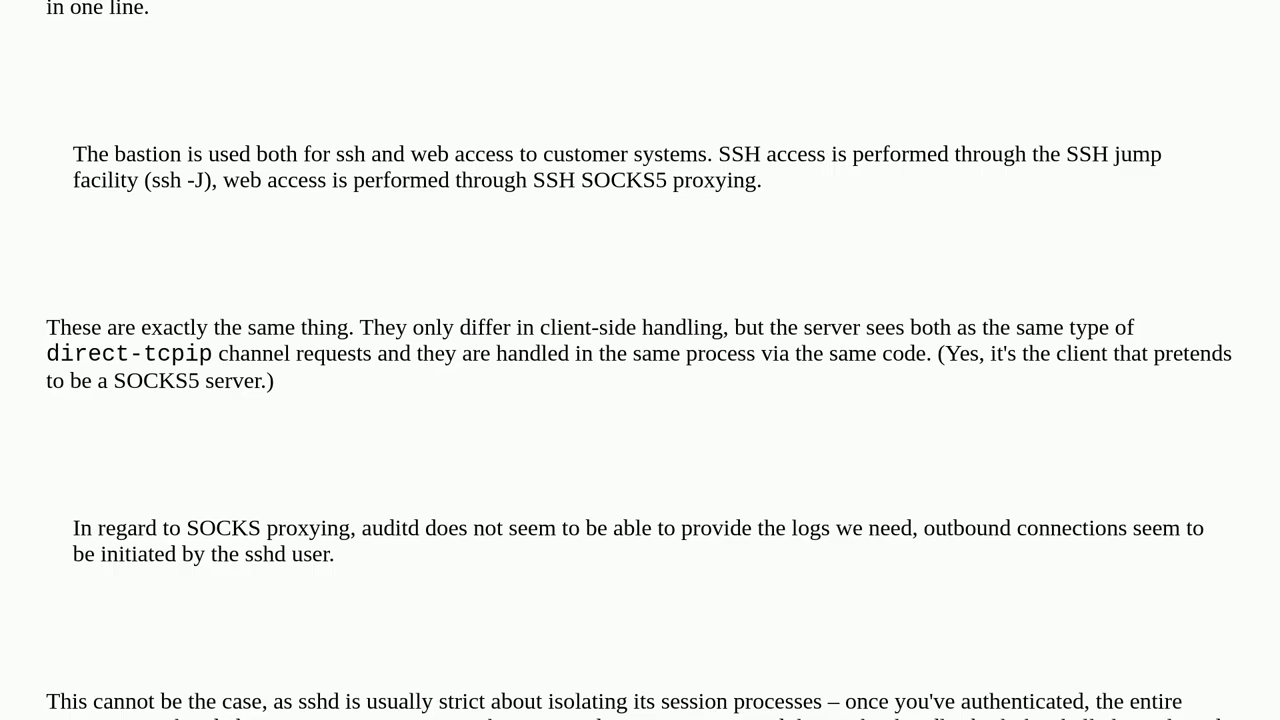 in one line.
The bastion is used both for ssh and web access to customer systems. SSH access is performed through the SSH jump
facility (ssh -J), web access is performed through SSH SOCKS5 proxying.
These are exactly the same thing. They only differ in client-side handling, but the server sees both as the same type of
direct-tcpip channel requests and they are handled in the same process via the same code. (Yes, it's the client that pretends
to be a SOCKS5 server.)
In regard to SOCKS proxying, auditd does not seem to be able to provide the logs we need, outbound connections seem to
be initiated by the sshd user.
This cannot be the case, as sshd is usually strict about isolating its session processes – once you've authenticated, the entire